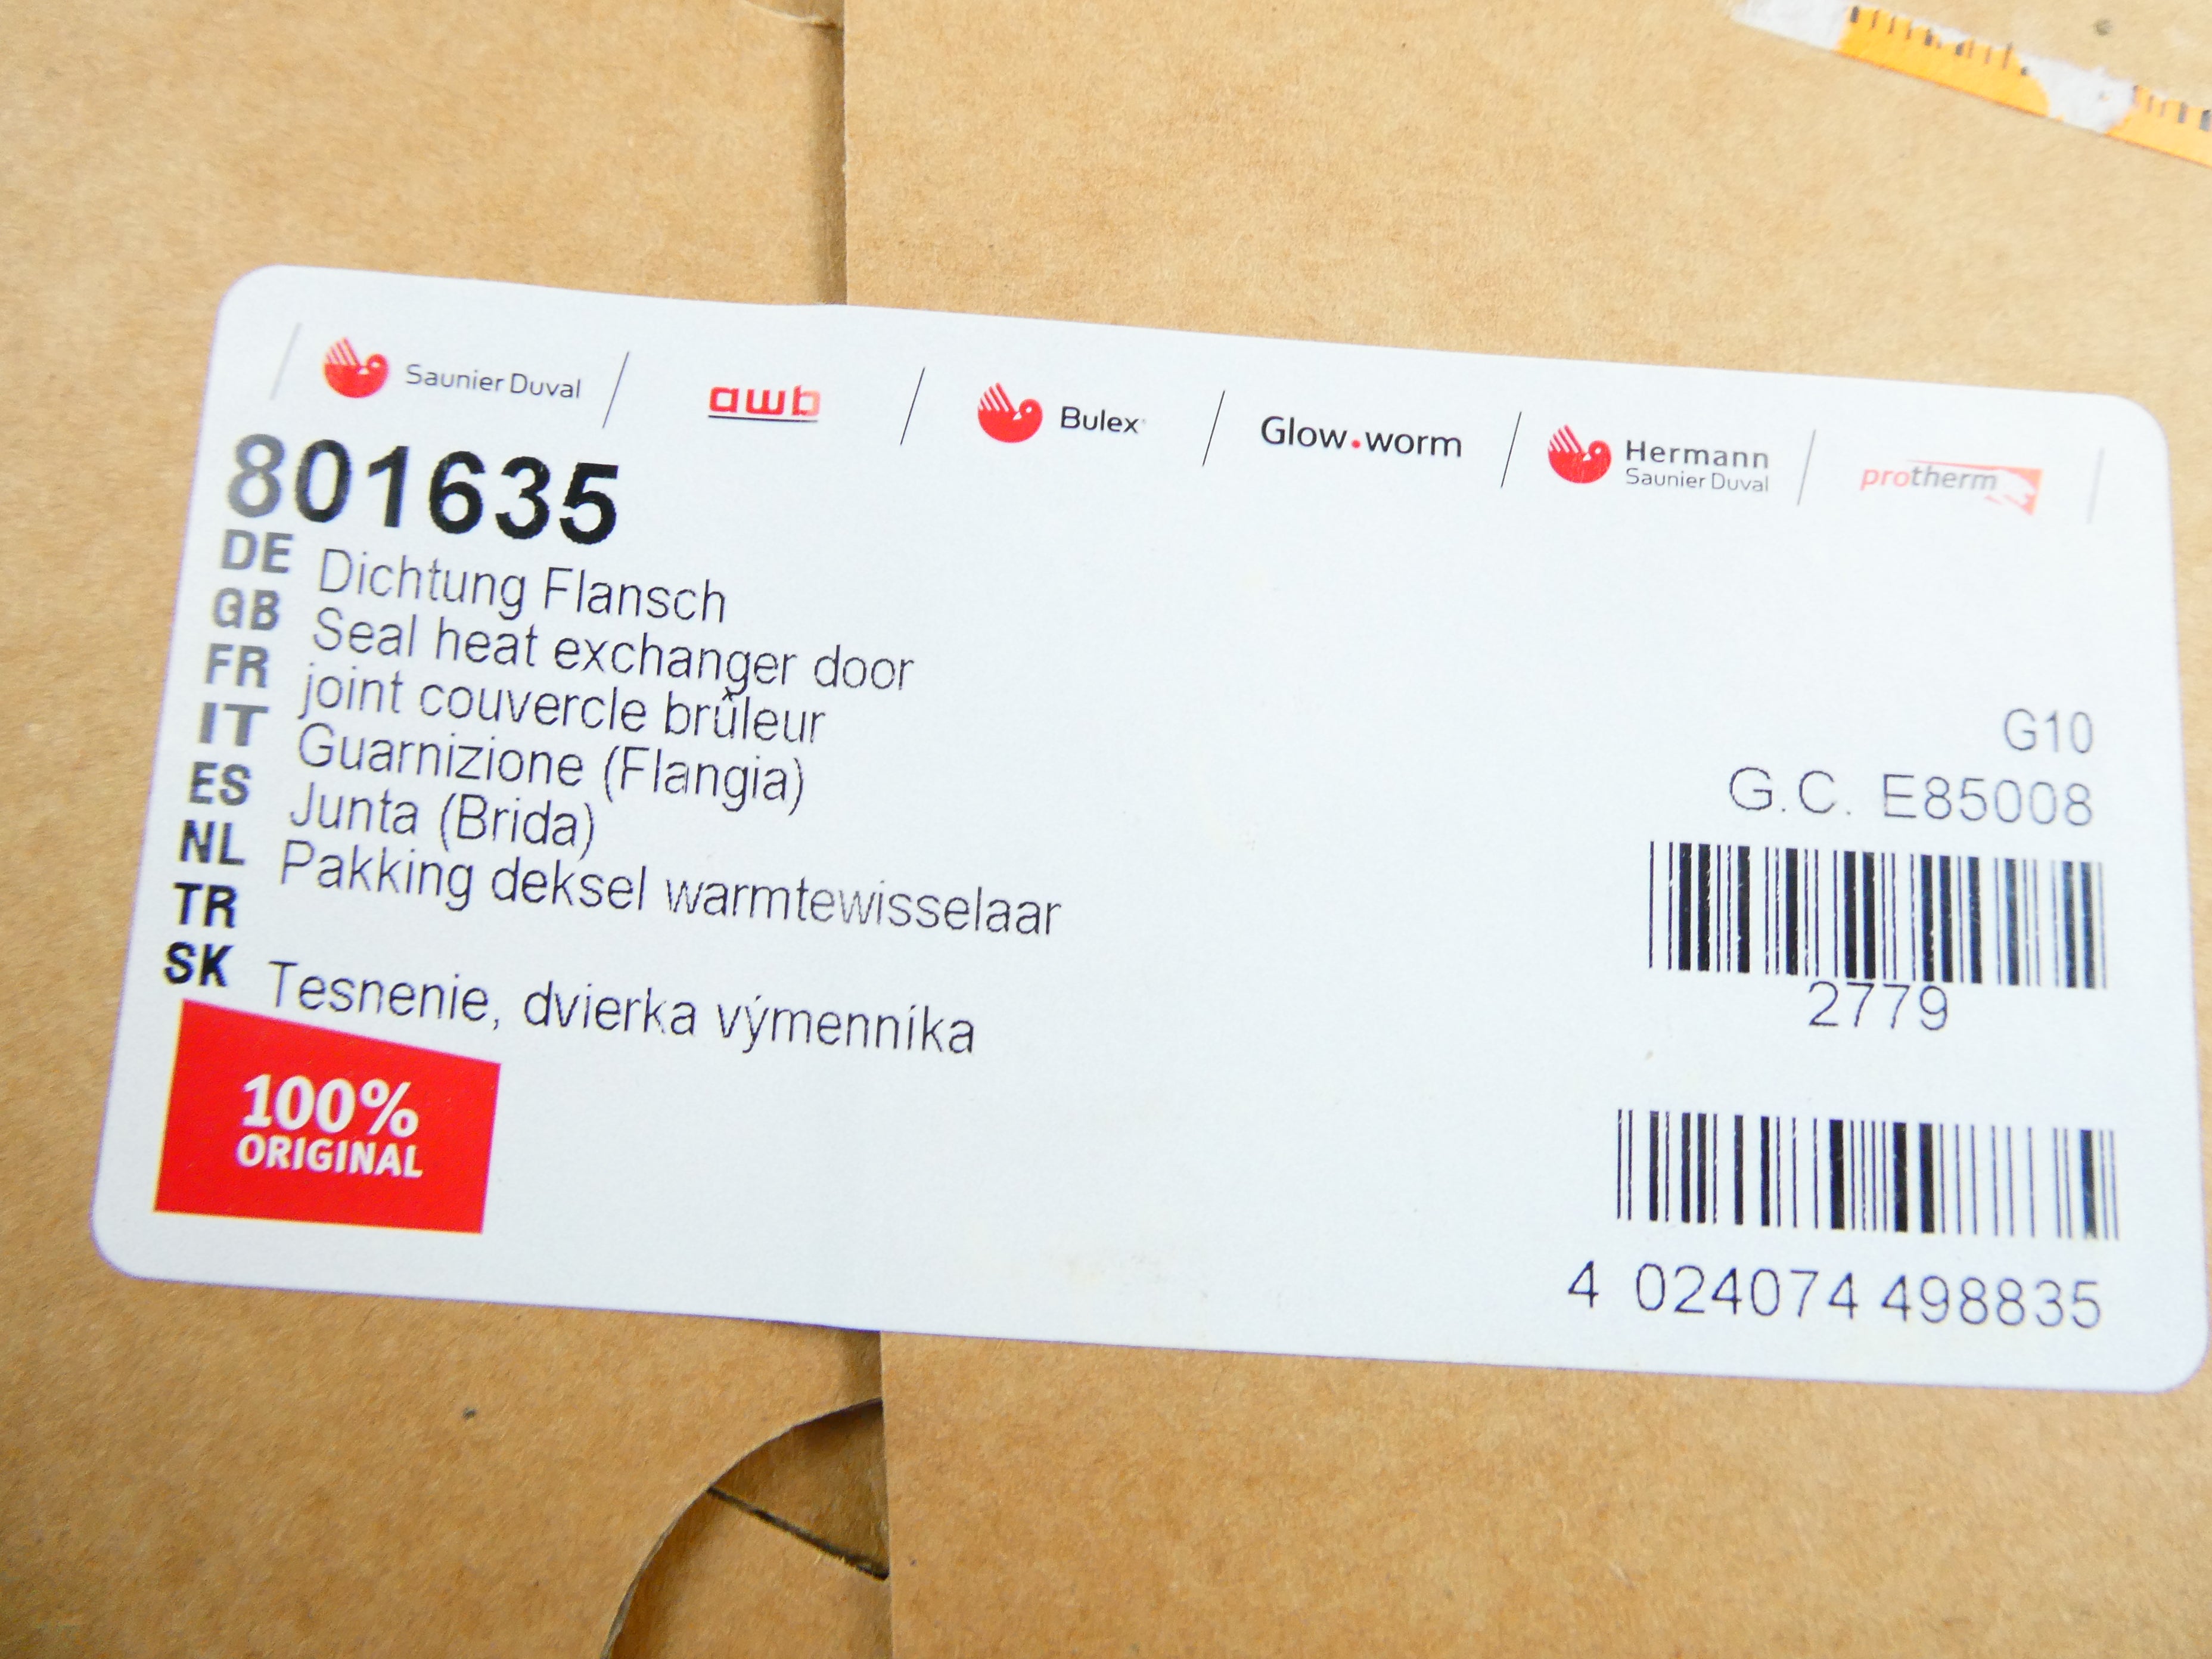 Saunier Duval
awb
Bulex
Glow.worm
Hermann
Saunier Duval
protherm
801635
DE Dichtung Flansch
GB Seal heat exchanger door
FR joint couvercle brûleur
IT Guarnizione (Flangia)
ES Junta (Brida)
NL Pakking deksel warmtewisselaar
TR
SK Tesnenie, dvierka výmenníka
100%
ORIGINAL
G10
G.C. E85008
2779
4 024074 498835